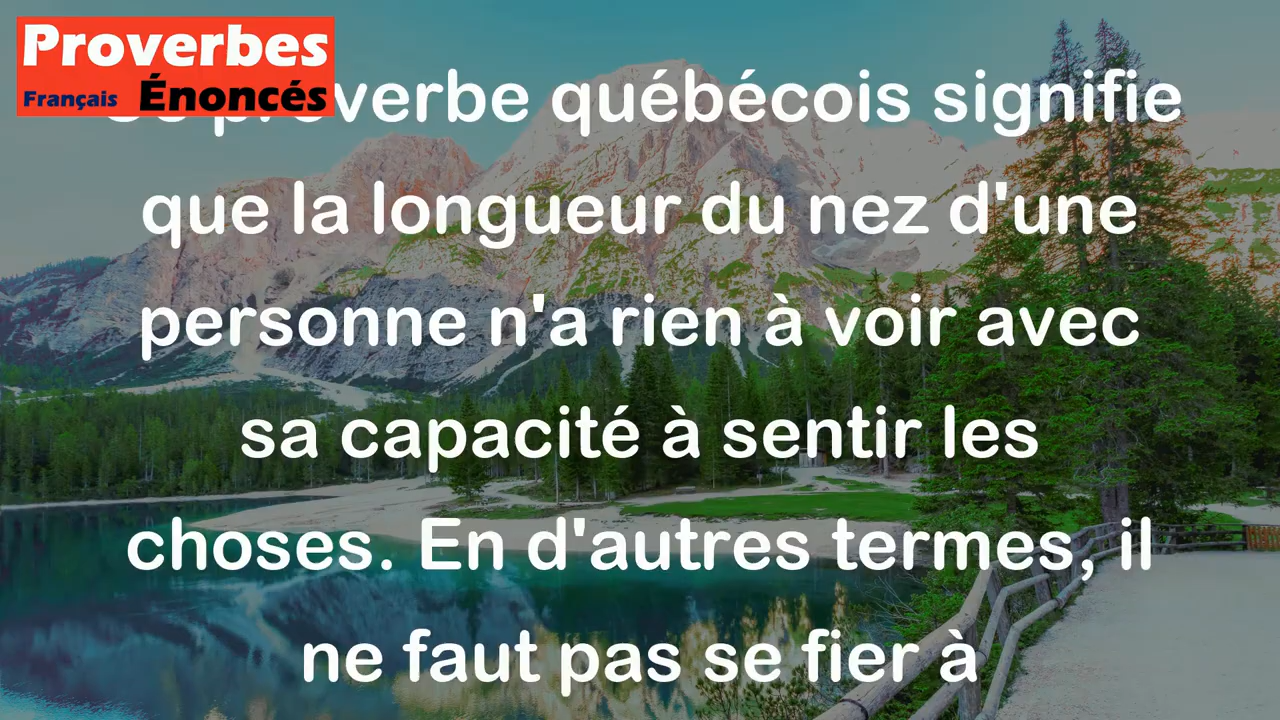 Proverbes
Français Énoncés
proverbe québécois signifie
que la longueur du nez d'une
personne n'a rien à voir avec
sa capacité à sentir les
choses. En d'autres termes, il
ne faut pas se fier à